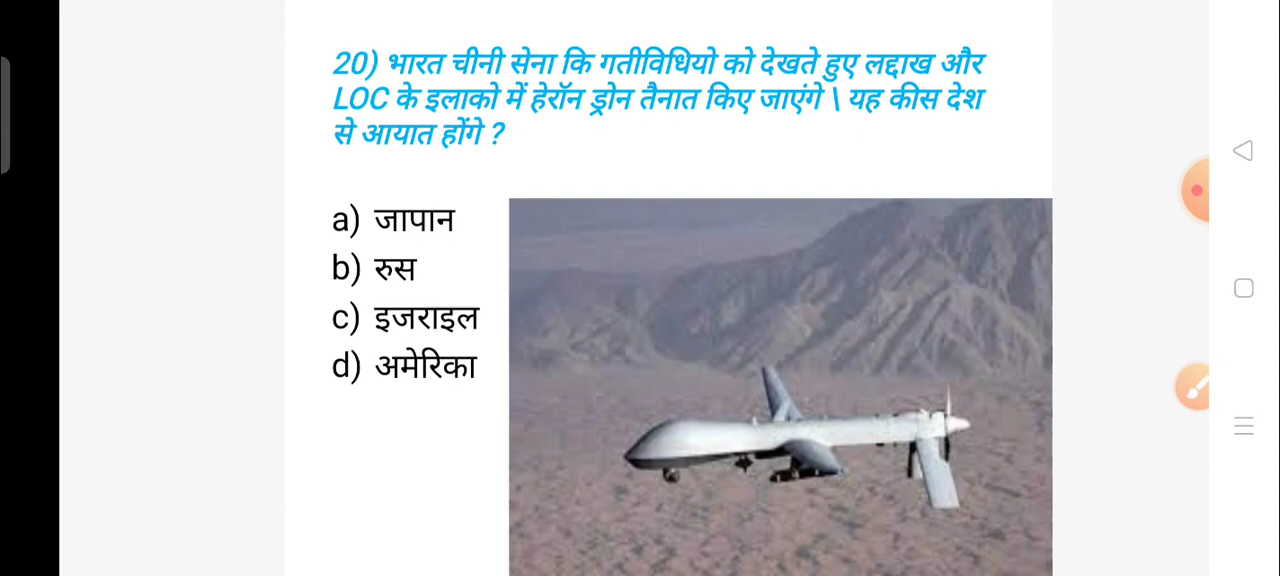 20) भारत चीनी सेना कि गतीविधियो को देखते हुए लद्दाख और
LOC के इलाको में हेरॉन ड्रोन तैनात किए जाएंगे \ यह कीस देश
से आयात होंगे ?
a) जापान
b) रुस
c) इजराइल
d) अमेरिका